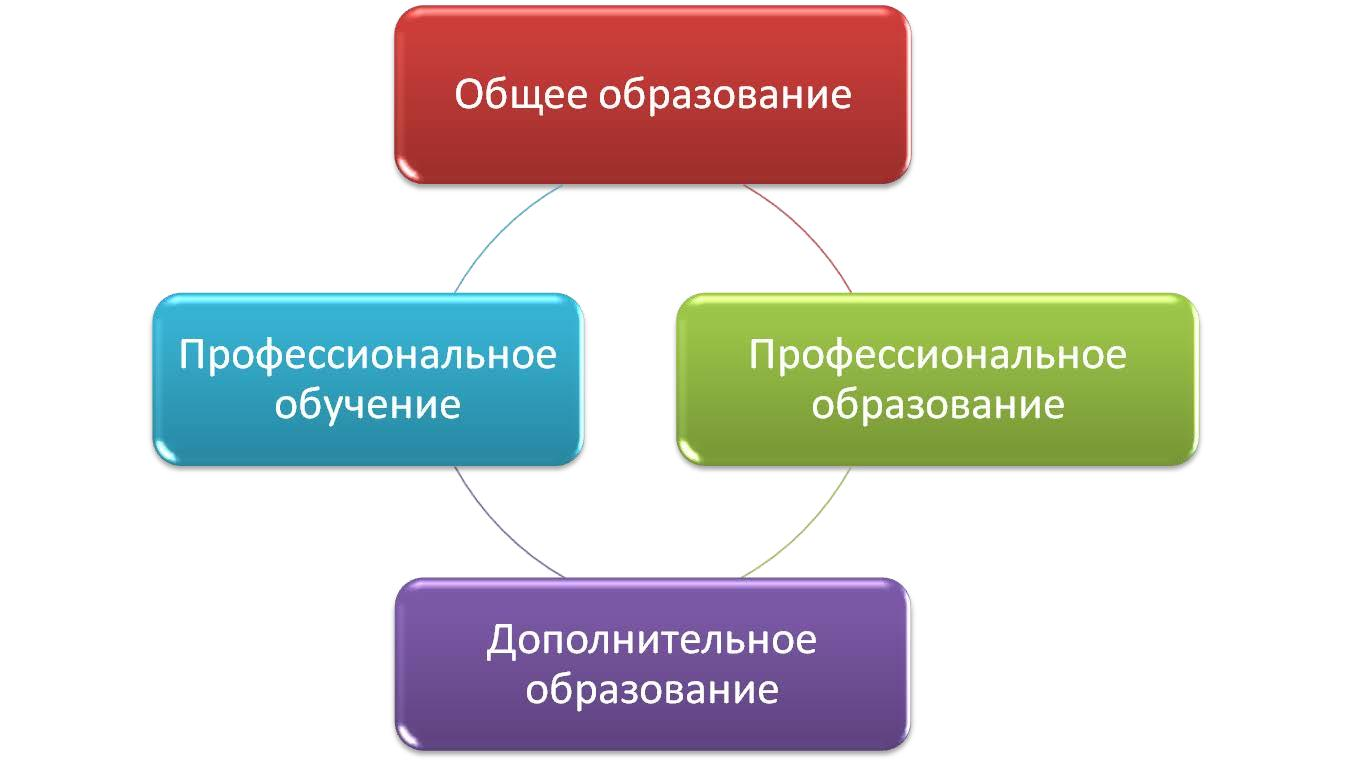 Общее образование
Профессиональное
обучение
Профессиональное
образование
Дополнительное
образование